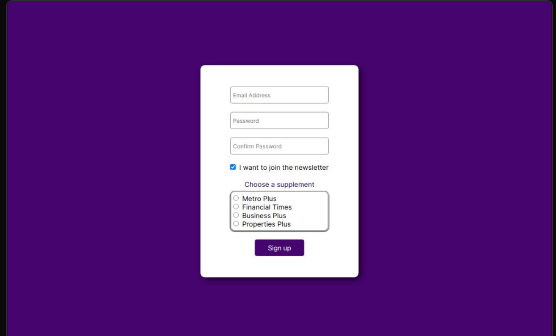 Email Address
Password
Confirm Password
I want to join the newsletter
Choose a supplement
Metro Plus
Financial Times
Business Plus
Properties Plus
Sign up